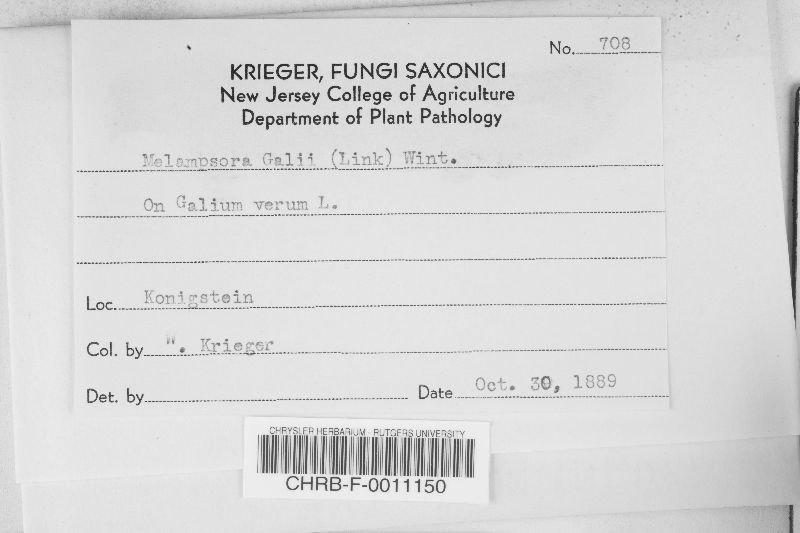 No. 708
KRIEGER, FUNGI SAXONICI
New Jersey College of Agriculture
Department of Plant Pathology
Melampsora Galii (Link) Wint.
On Galium verum L.
Loc. Konigstein
Col. by W. Krieger
Det. by
Date Oct. 30, 1889
CHRYSLER HERBARIUM - RUTGERS UNIVERSITY
CHRB-F-0011150